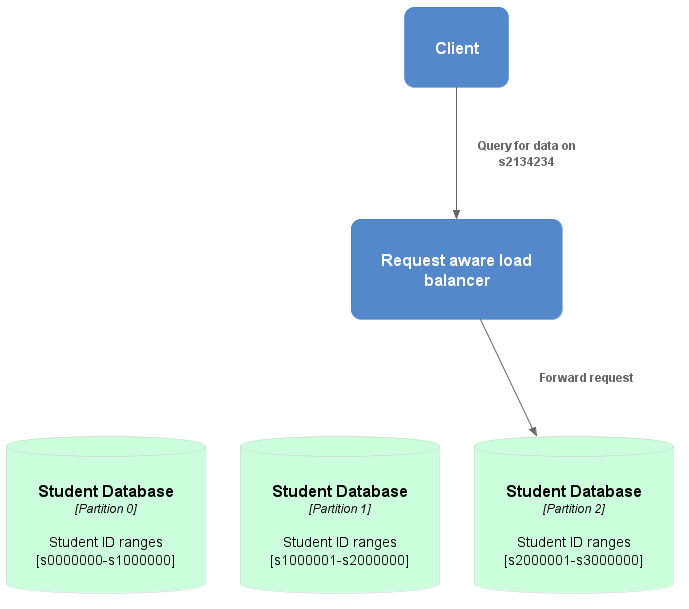 Client
Query for data on
s2134234
Request aware load
balancer
Forward request
Student Database
[Partition 0]
Student ID ranges
[s0000000-s1000000]
Student Database
[Partition 1]
Student ID ranges
[s1000001-s2000000]
Student Database
[Partition 2]
Student ID ranges
[s2000001-s3000000]